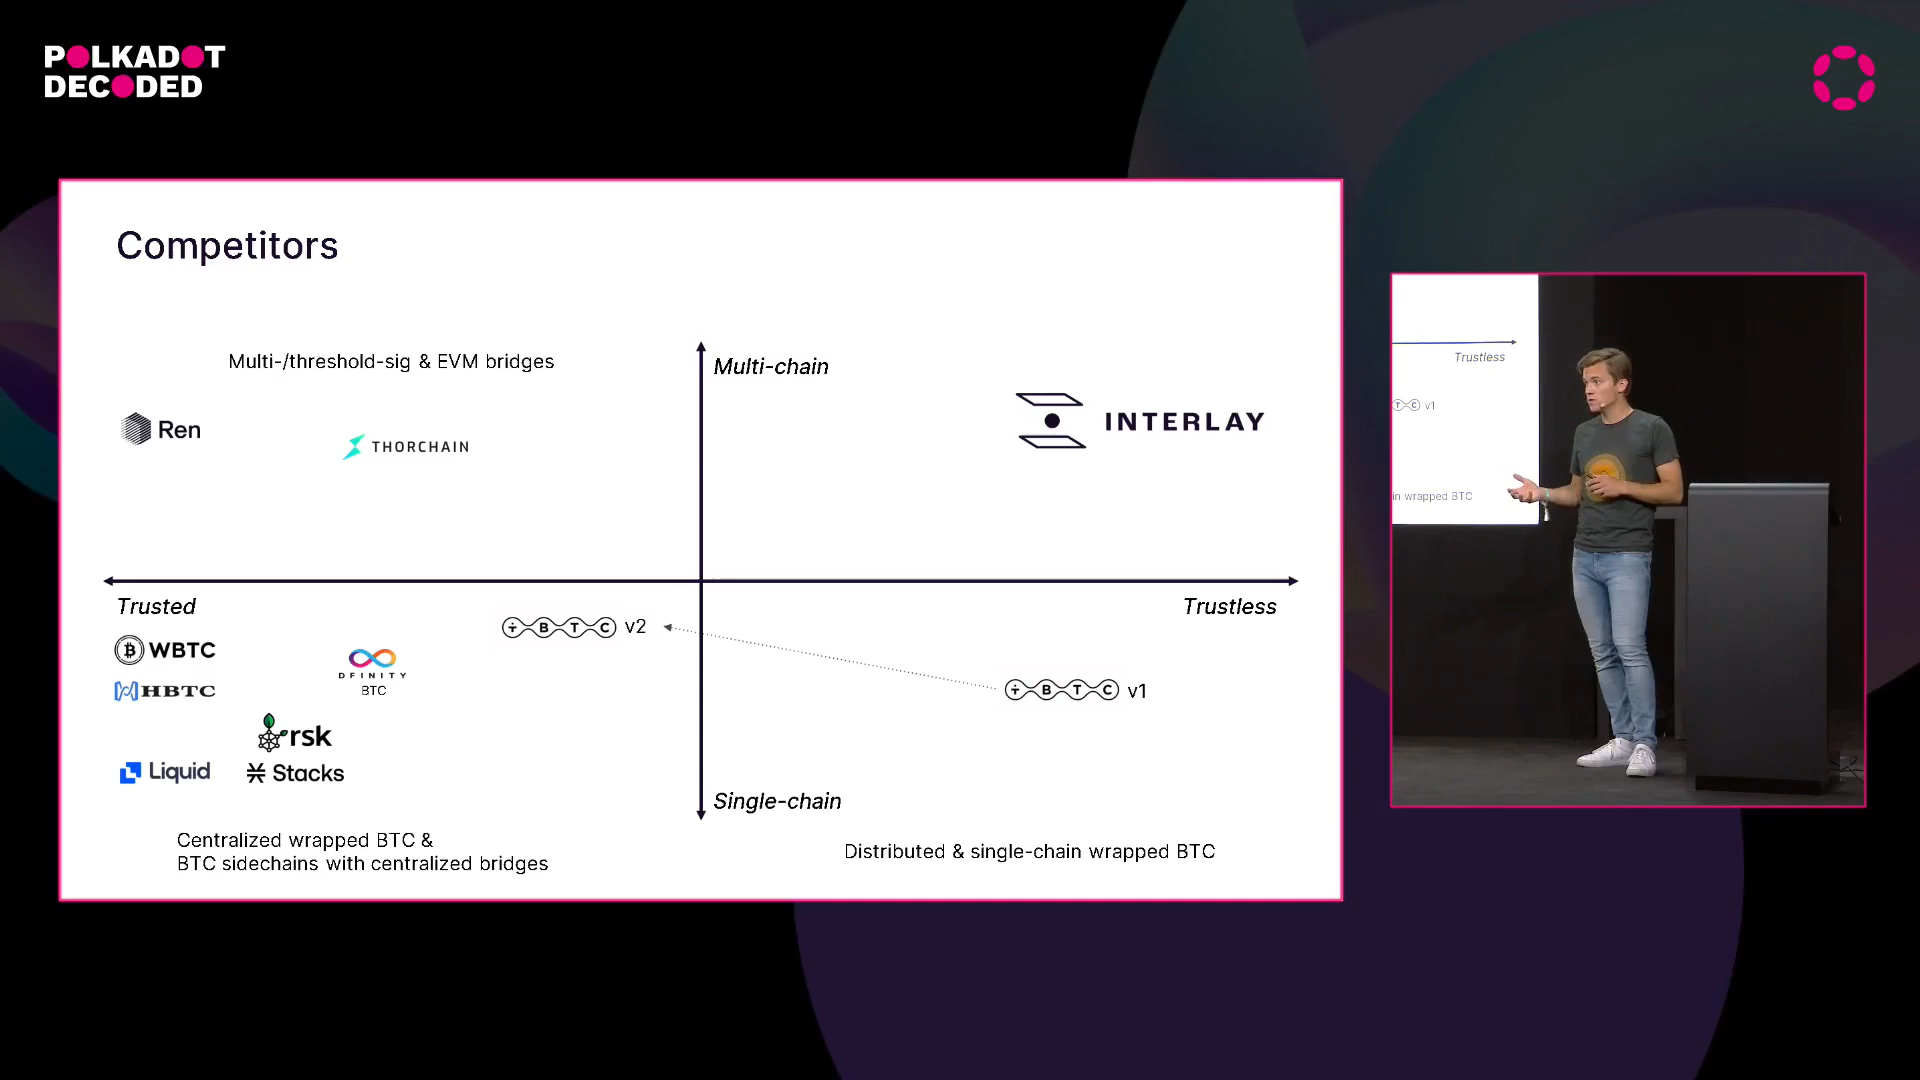 POLKADOT
DECODED
Competitors
Multi-/threshold-sig & EVM bridges
Multi-chain
Ren
THORCHAIN
INTERLAY
Trusted
Trustless
TBTC v2
WBTC
HBTC
DFINITY
BTC
TBTC v1
rsk
Liquid
Stacks
Single-chain
Centralized wrapped BTC &
BTC sidechains with centralized bridges
Distributed & single-chain wrapped BTC
Trustless
T C v1
in wrapped BTC